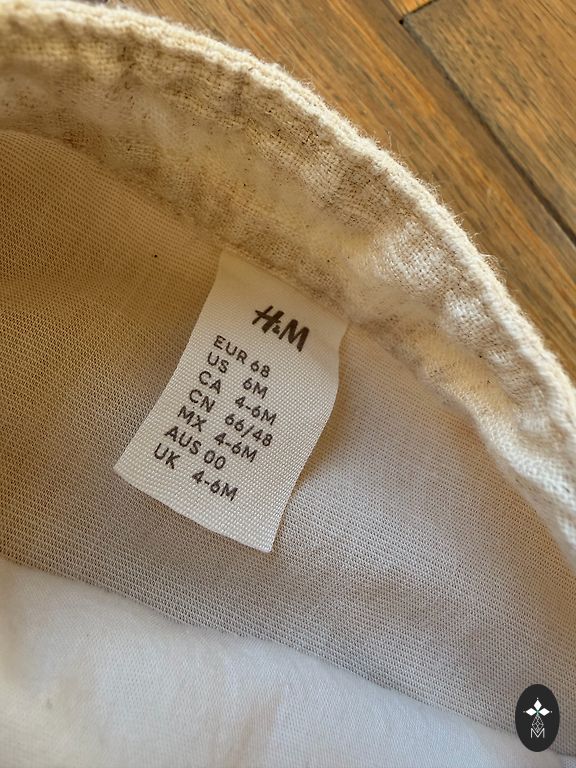 H&M
EUR 68
US 6M
CA 4-6M
CN 66/48
MX 4-6M
AUS 00
UK 4-6M
M